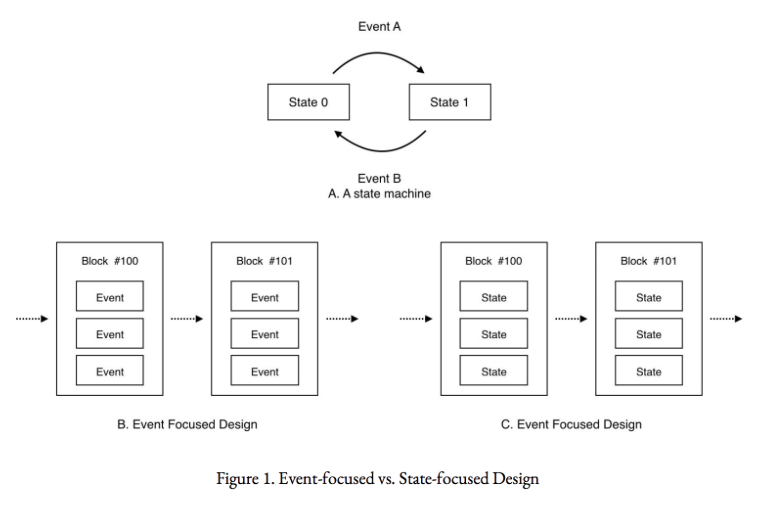 Event A
State 0
State 1
Event B
A. A state machine
Block #100
Event
Event
Event
Block #101
Event
Event
Event
B. Event Focused Design
Block #100
State
State
State
Block #101
State
State
State
C. Event Focused Design
Figure 1. Event-focused vs. State-focused Design